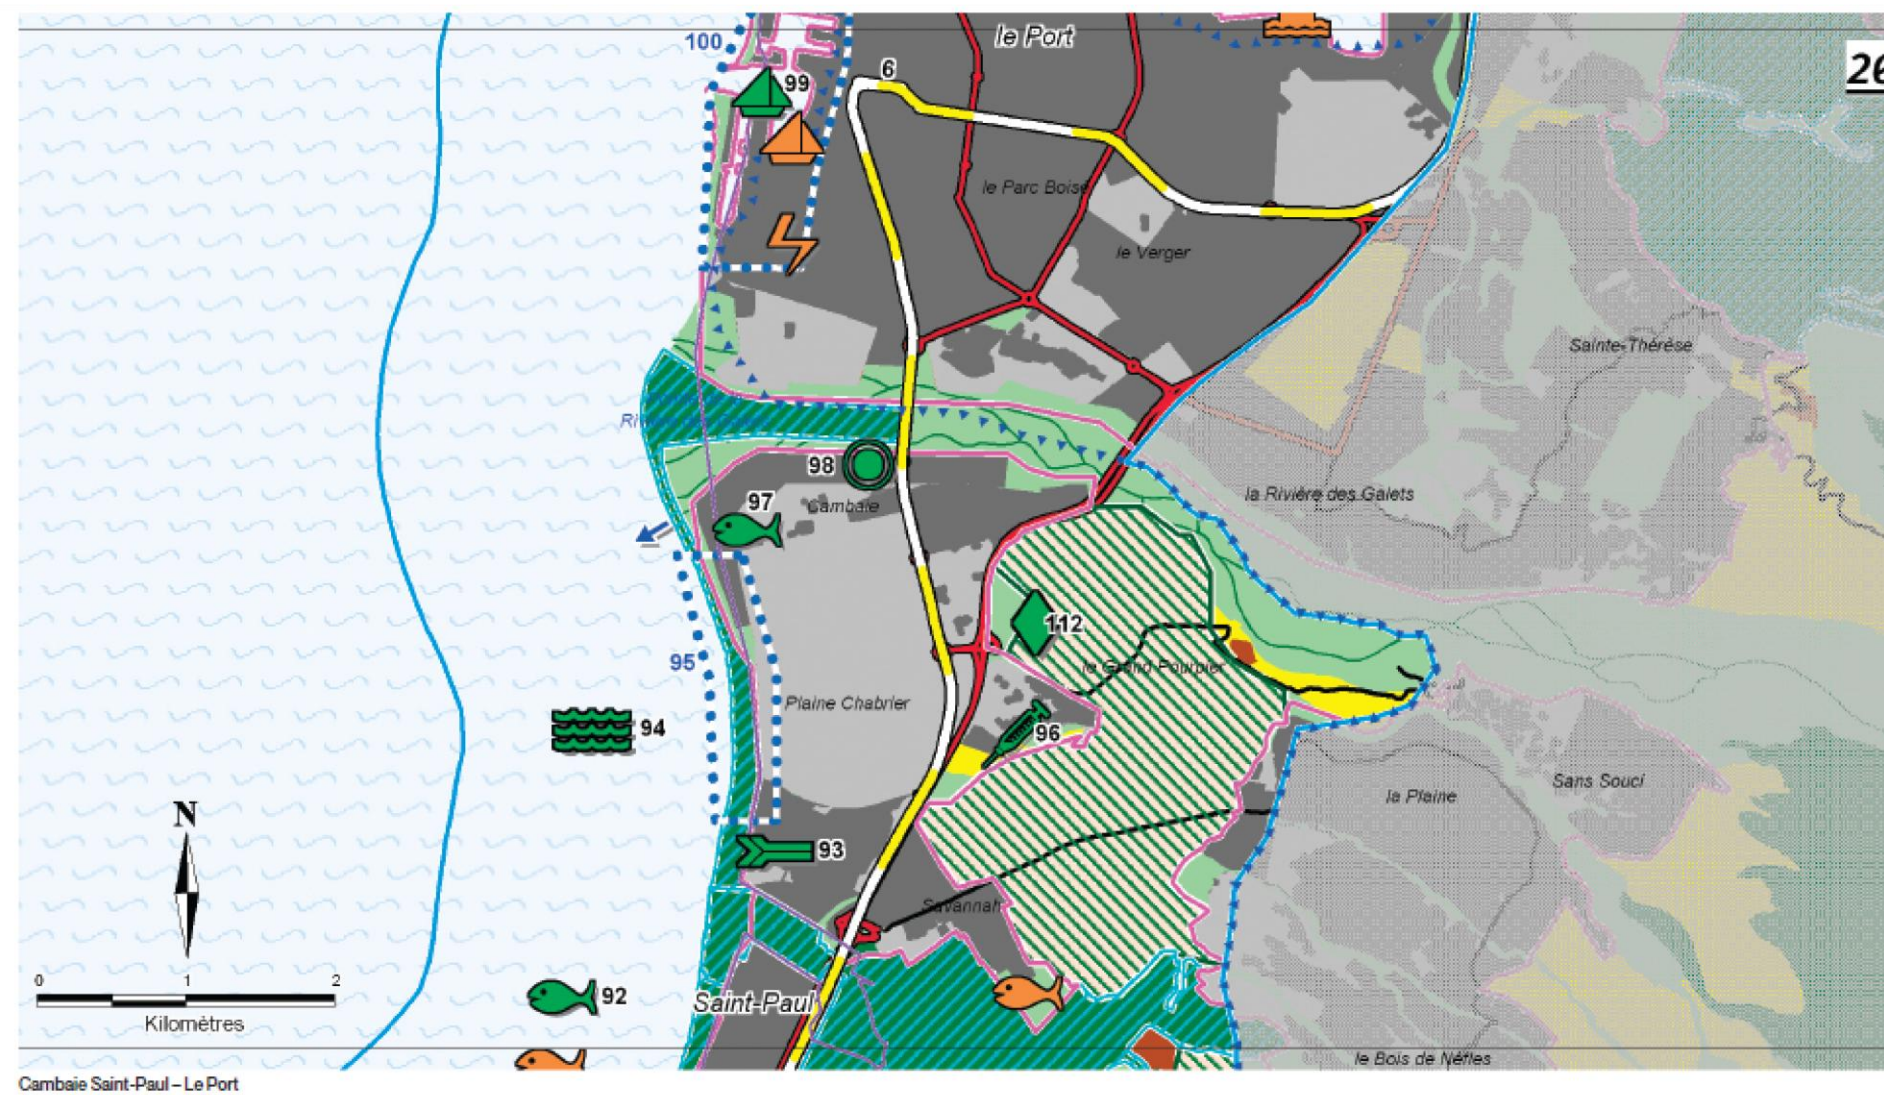 le Port
100
26
6
99
le Parc Boisé
le Verger
Sainte-Thérèse
98
la Rivière des Galets
97
Cambaie
112
95
le Grand Pourpier
Plaine Chabrier
94
96
Sans Souci
la Plaine
N
93
Savannah
0 1 2
92
Saint-Paul
Kilomètres
le Bois de Nèfles
Cambaie Saint-Paul – Le Port